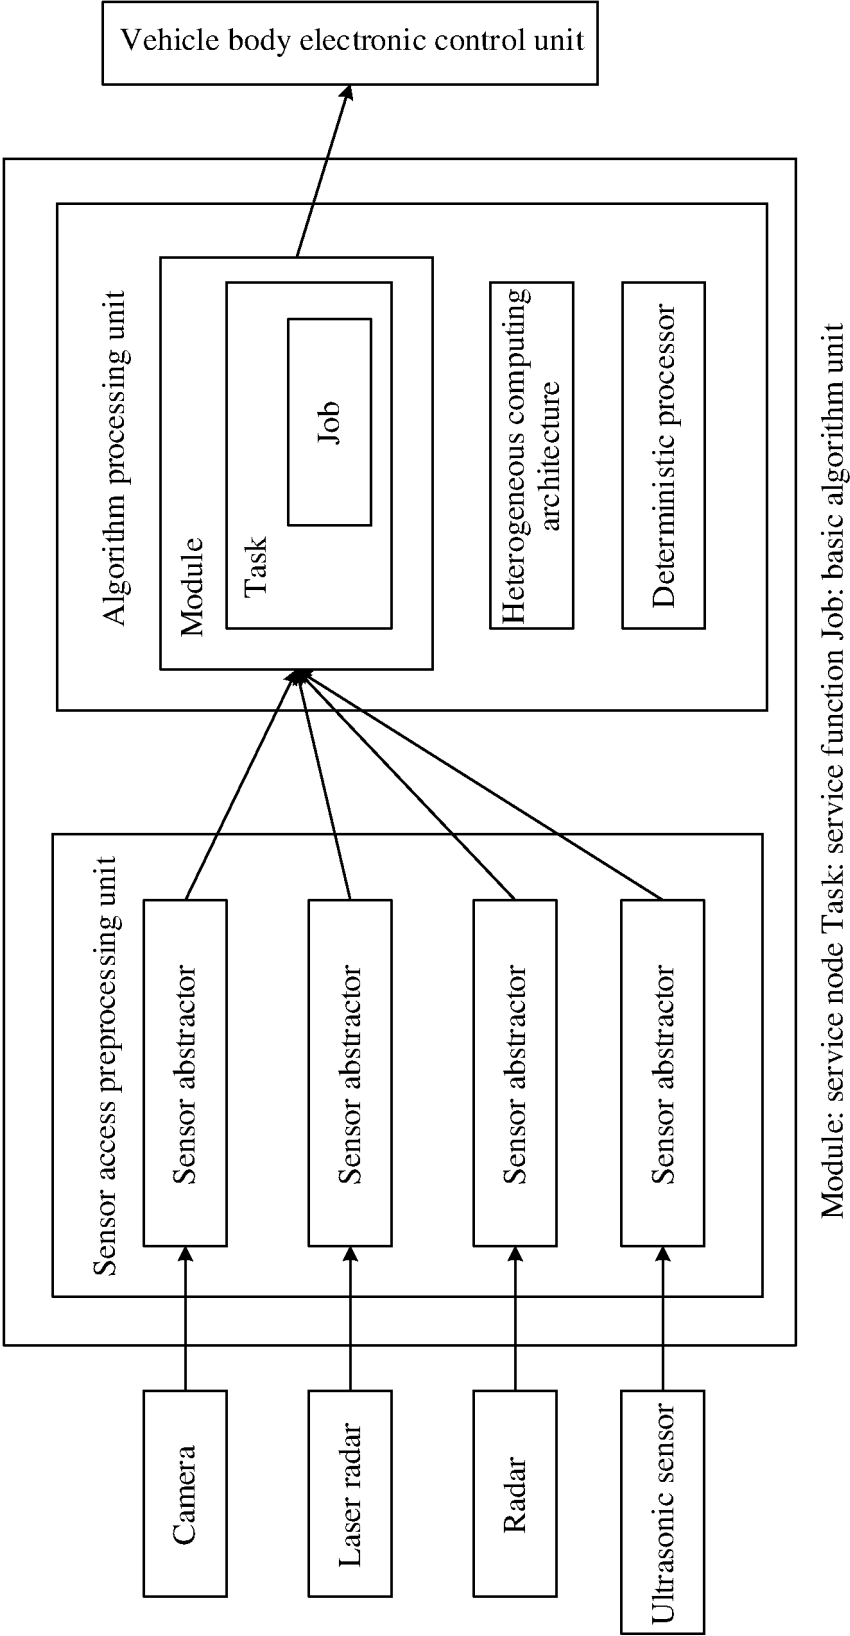 Vehicle body electronic control unit
Algorithm processing unit
Module
Task
Job
Heterogeneous computing
architecture
Deterministic processor
Sensor access preprocessing unit
Sensor abstractor
Sensor abstractor
Sensor abstractor
Sensor abstractor
Camera
Laser radar
Radar
Ultrasonic sensor
Module: service node Task: service function Job: basic algorithm unit